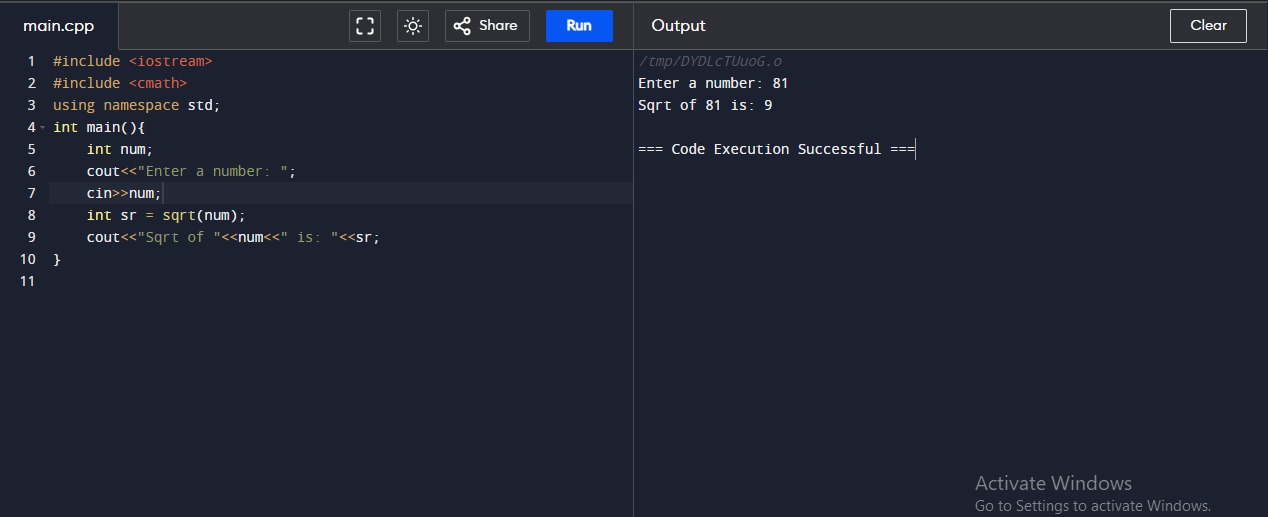 main.cpp
Share
Run
Output
Clear
1 #include <iostream>
2 #include <cmath>
3 using namespace std;
4 int main(){
5     int num;
6     cout<<"Enter a number: ";
7     cin>>num;
8     int sr = sqrt(num);
9     cout<<"Sqrt of "<<num<<" is: "<<sr;
10 }
11
/tmp/DYDLcTUuoG.o
Enter a number: 81
Sqrt of 81 is: 9
=== Code Execution Successful ===
Activate Windows
Go to Settings to activate Windows.